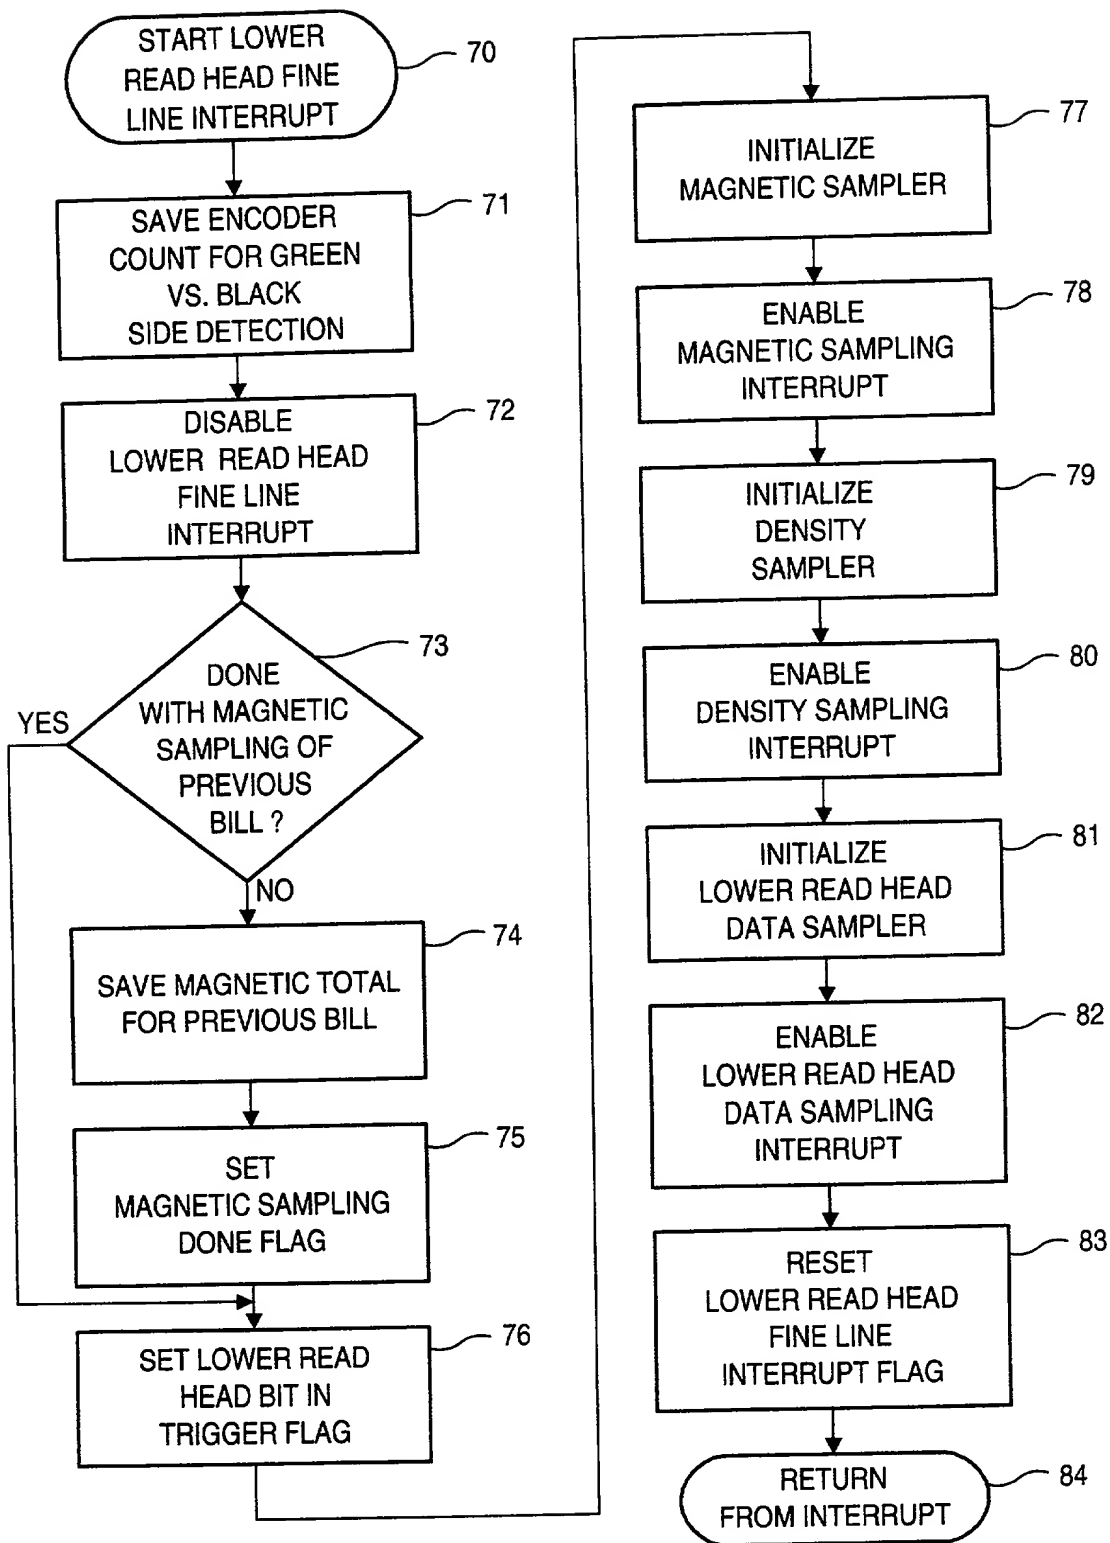 START LOWER
READ HEAD FINE
LINE INTERRUPT
70
SAVE ENCODER
COUNT FOR GREEN
VS. BLACK
SIDE DETECTION
71
DISABLE
LOWER READ HEAD
FINE LINE
INTERRUPT
72
DONE
WITH MAGNETIC
SAMPLING OF
PREVIOUS
BILL ?
73
YES
NO
SAVE MAGNETIC TOTAL
FOR PREVIOUS BILL
74
SET
MAGNETIC SAMPLING
DONE FLAG
75
SET LOWER READ
HEAD BIT IN
TRIGGER FLAG
76
INITIALIZE
MAGNETIC SAMPLER
77
ENABLE
MAGNETIC SAMPLING
INTERRUPT
78
INITIALIZE
DENSITY
SAMPLER
79
ENABLE
DENSITY SAMPLING
INTERRUPT
80
INITIALIZE
LOWER READ HEAD
DATA SAMPLER
81
ENABLE
LOWER READ HEAD
DATA SAMPLING
INTERRUPT
82
RESET
LOWER READ HEAD
FINE LINE
INTERRUPT FLAG
83
RETURN
FROM INTERRUPT
84